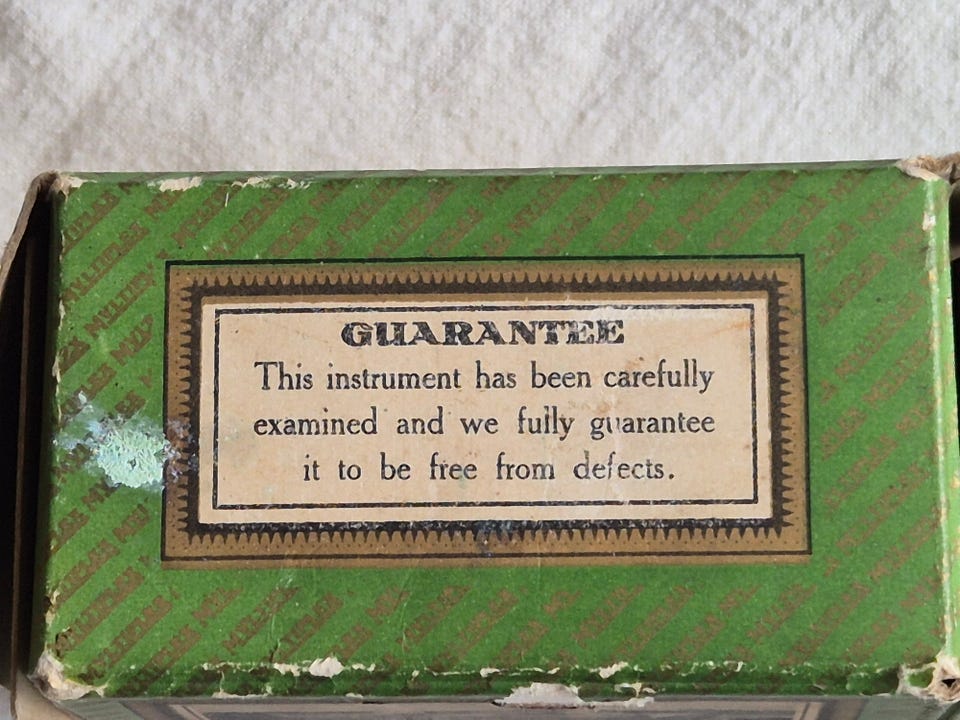 GUARANTEE
This instrument has been carefully
examined and we fully guarantee
it to be free from defects.